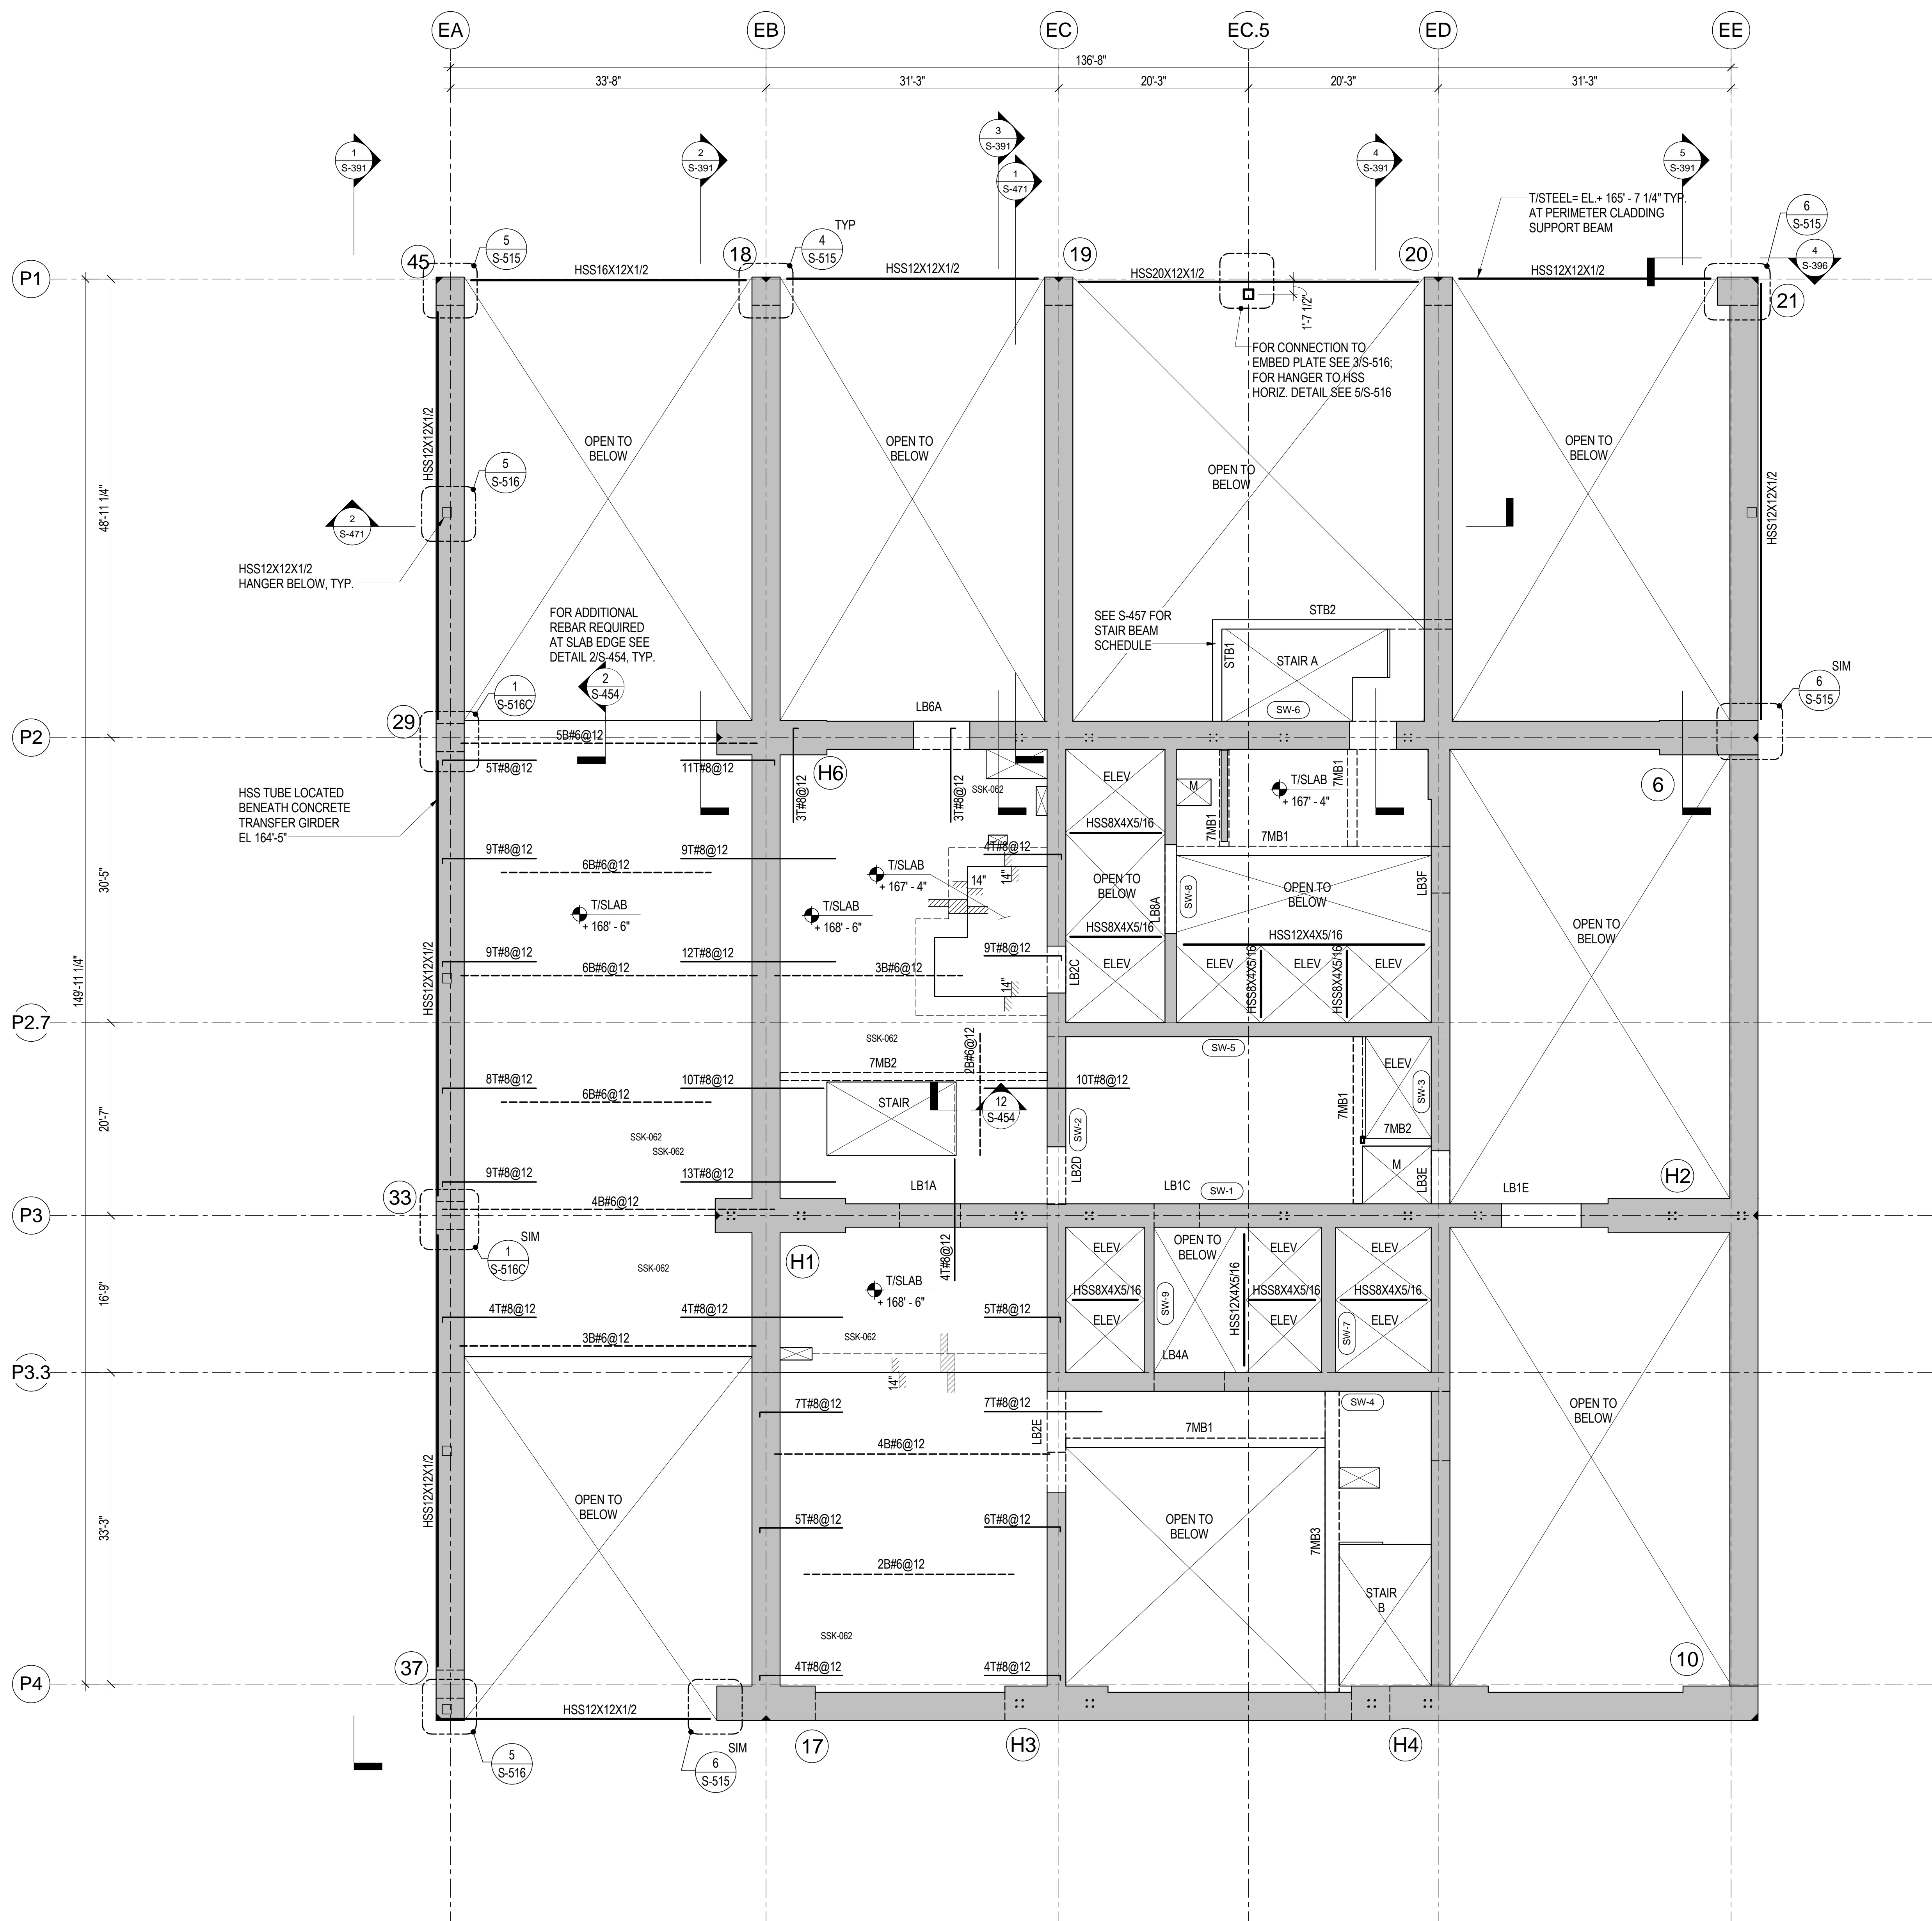 EA
EB
EC
EC.5
ED
EE
136'-8"
33'-8"
31'-3"
20'-3"
20'-3"
31'-3"
1
S-391
2
S-391
3
S-391
1
S-471
4
S-391
5
S-391
T/STEEL= EL.+ 165' - 7 1/4" TYP.
AT PERIMETER CLADDING
SUPPORT BEAM
6
S-515
4
S-396
TYP
4
S-515
5
S-515
45
18
19
20
21
P1
HSS16X12X1/2
HSS12X12X1/2
HSS20X12X1/2
HSS12X12X1/2
1'-7 1/2"
FOR CONNECTION TO
EMBED PLATE SEE 3/S-516;
FOR HANGER TO HSS
HORIZ. DETAIL SEE 5/S-516
HSS12X12X1/2
OPEN TO
BELOW
OPEN TO
BELOW
OPEN TO
BELOW
OPEN TO
BELOW
HSS12X12X1/2
5
S-516
2
S-471
48'-11 1/4"
HSS12X12X1/2
HANGER BELOW, TYP.
FOR ADDITIONAL
REBAR REQUIRED
AT SLAB EDGE SEE
DETAIL 2/S-454, TYP.
2
S-454
SEE S-457 FOR
STAIR BEAM
SCHEDULE
STB2
STB1
STAIR A
SW-6
SIM
6
S-515
1
S-516C
29
P2
LB6A
5B#6@12
5T#8@12
11T#8@12
3T#8@12
H6
3T#8@12
SSK-062
ELEV
M
T/SLAB
+ 167' - 4"
7MB1
7MB1
7MB1
6
HSS TUBE LOCATED
BENEATH CONCRETE
TRANSFER GIRDER
EL 164'-5"
HSS8X4X5/16
9T#8@12
9T#8@12
4T#8@12
6B#6@12
T/SLAB
+ 167' - 4"
14"
14"
30'-5"
OPEN TO
BELOW
LB8A
SW-8
OPEN TO
BELOW
LB3F
T/SLAB
+ 168' - 6"
T/SLAB
+ 168' - 6"
OPEN TO
BELOW
HSS8X4X5/16
HSS12X4X5/16
9T#8@12
12T#8@12
9T#8@12
6B#6@12
3B#6@12
LB2C
ELEV
ELEV
ELEV
ELEV
HSS8X4X5/16
HSS8X4X5/16
14"
HSS12X12X1/2
149'-11 1/4"
P2.7
SSK-062
2B#6@12
SW-5
7MB2
ELEV
SW-3
8T#8@12
10T#8@12
10T#8@12
6B#6@12
STAIR
12
S-454
SW-2
7MB1
7MB2
20'-7"
SSK-062
SSK-062
LB2D
M
LB3E
9T#8@12
13T#8@12
LB1A
LB1C
SW-1
LB1E
H2
33
4B#6@12
P3
SIM
1
S-516C
SSK-062
H1
4T#8@12
T/SLAB
+ 168' - 6"
ELEV
OPEN TO
BELOW
ELEV
ELEV
HSS8X4X5/16
SW-9
HSS12X4X5/16
HSS8X4X5/16
HSS8X4X5/16
16'-9"
4T#8@12
4T#8@12
5T#8@12
ELEV
ELEV
ELEV
SW-7
3B#6@12
SSK-062
LB4A
P3.3
14"
7T#8@12
7T#8@12
LB2E
SW-4
7MB1
4B#6@12
HSS12X12X1/2
OPEN TO
BELOW
OPEN TO
BELOW
OPEN TO
BELOW
33'-3"
5T#8@12
6T#8@12
7MB3
2B#6@12
STAIR
B
SSK-062
37
4T#8@12
4T#8@12
10
P4
HSS12X12X1/2
5
S-516
SIM
6
S-515
17
H3
H4